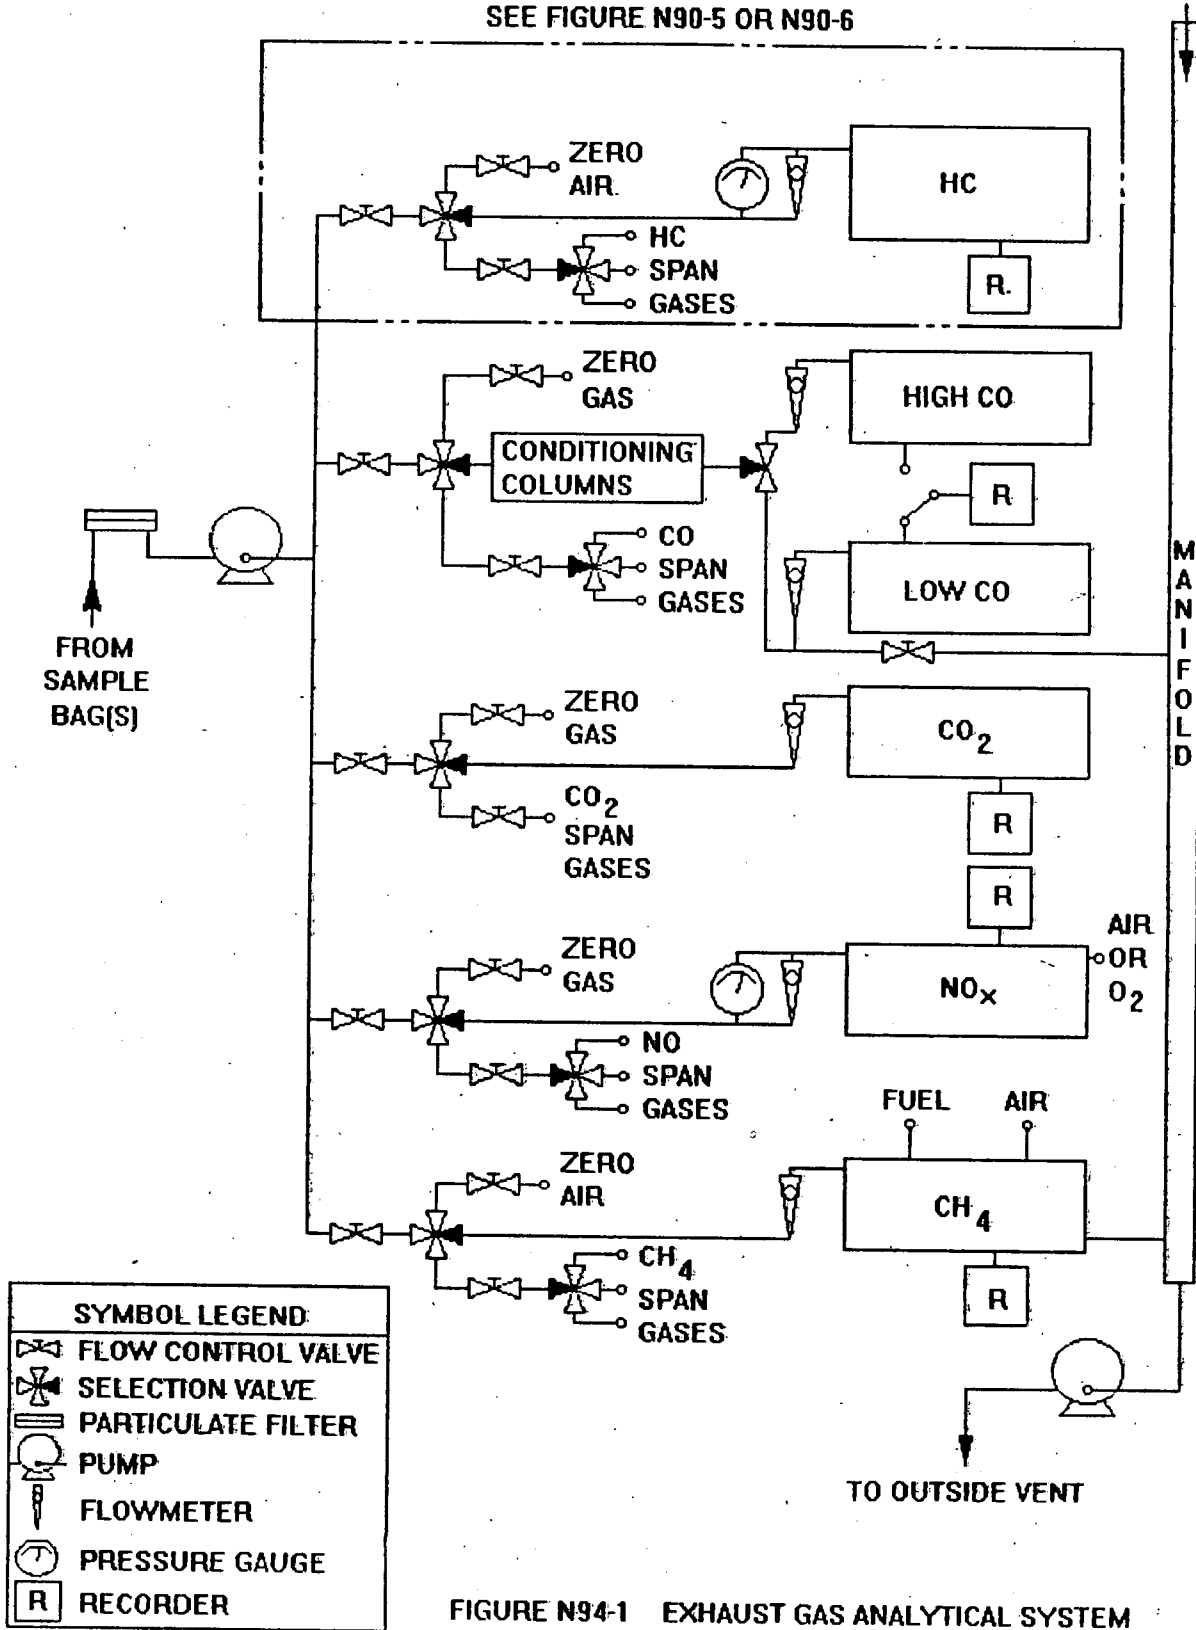 SEE FIGURE N90-5 OR N90-6
ZERO
AIR.
HC
HC
SPAN
GASES
R.
ZERO
GAS
HIGH CO
CONDITIONING
COLUMNS
R
CO
SPAN
GASES
LOW CO
MANIFOLD
FROM
SAMPLE
BAG(S)
ZERO
GAS
CO2
CO2
SPAN
GASES
R
R
ZERO
GAS
NOX
AIR
OR
O2
NO
SPAN
GASES
FUEL
AIR
ZERO
AIR
CH4
CH4
SPAN
GASES
R
SYMBOL LEGEND
FLOW CONTROL VALVE
SELECTION VALVE
PARTICULATE FILTER
PUMP
FLOWMETER
PRESSURE GAUGE
R RECORDER
TO OUTSIDE VENT
FIGURE N94-1 EXHAUST GAS ANALYTICAL SYSTEM